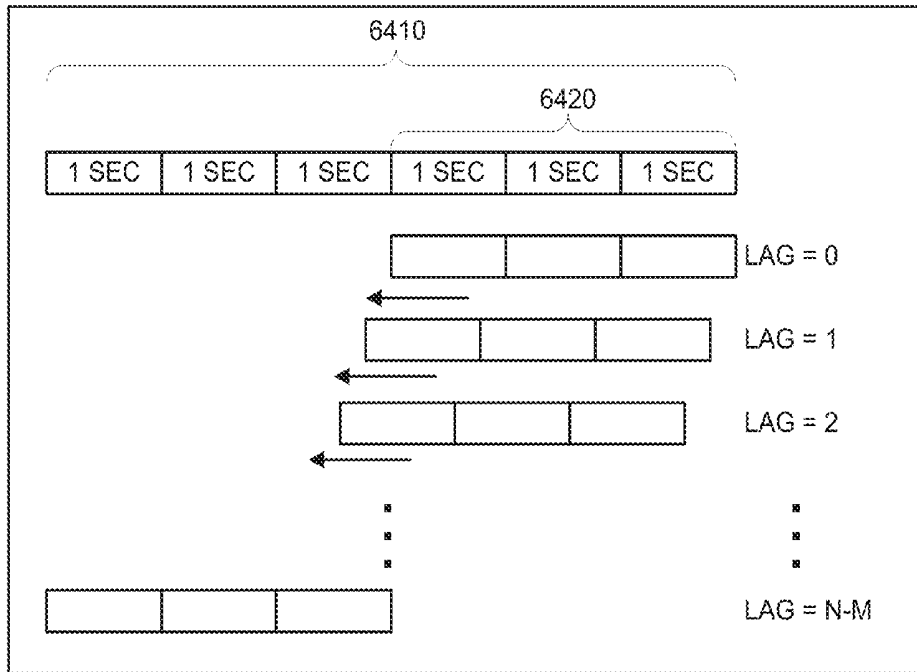 6410
6420
1 SEC 1 SEC 1 SEC 1 SEC 1 SEC 1 SEC
LAG = 0
LAG = 1
LAG = 2
LAG = N-M